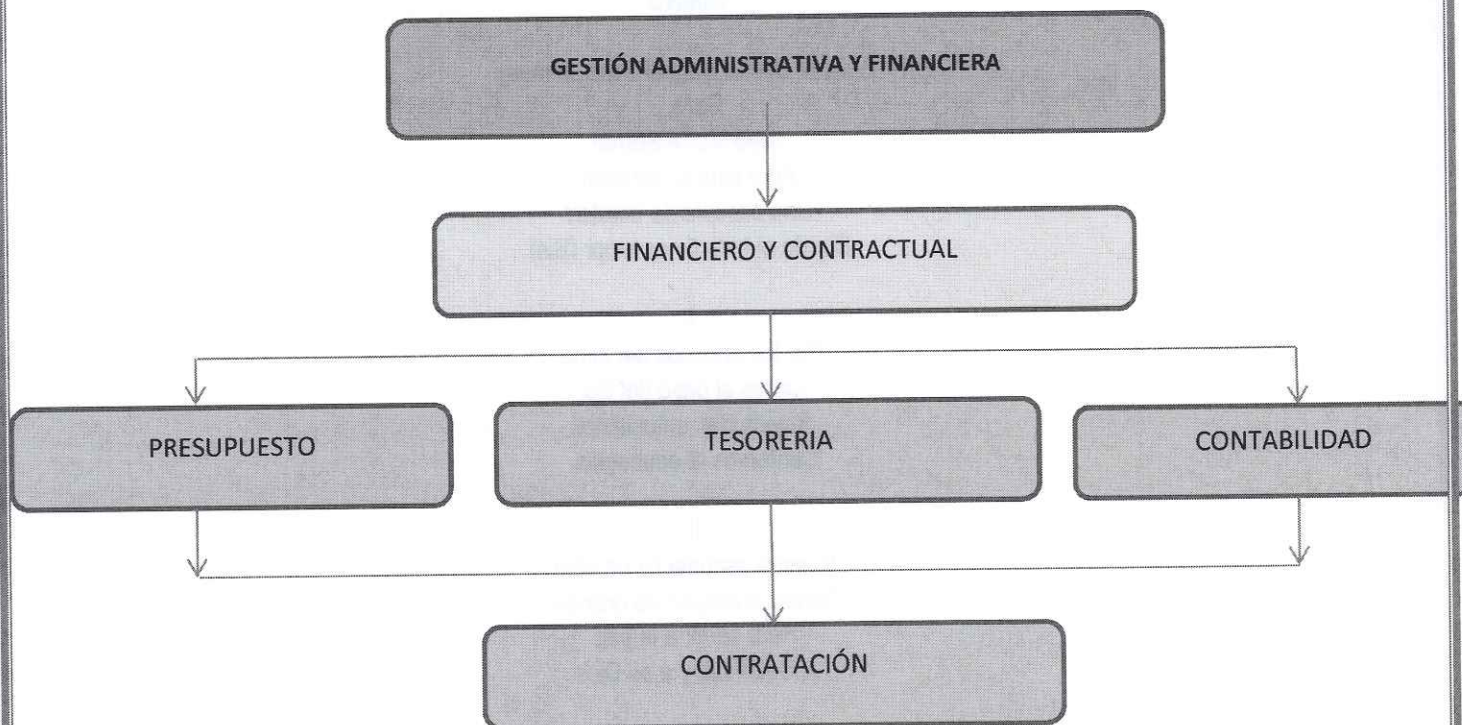 GESTIÓN ADMINISTRATIVA Y FINANCIERA
FINANCIERO Y CONTRACTUAL
PRESUPUESTO
TESORERIA
CONTABILIDAD
CONTRATACIÓN